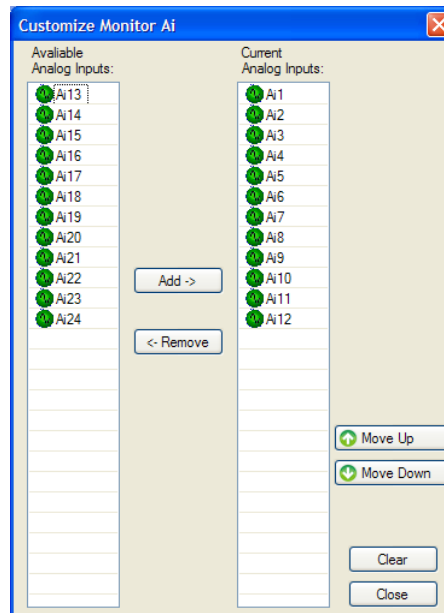 Customize Monitor Ai
Avaliable
Analog Inputs:
Ai13
Ai14
Ai15
Ai16
Ai17
Ai18
Ai19
Ai20
Ai21
Ai22
Ai23
Ai24
Add ->
<- Remove
Current
Analog Inputs:
Ai1
Ai2
Ai3
Ai4
Ai5
Ai6
Ai7
Ai8
Ai9
Ai10
Ai11
Ai12
Move Up
Move Down
Clear
Close